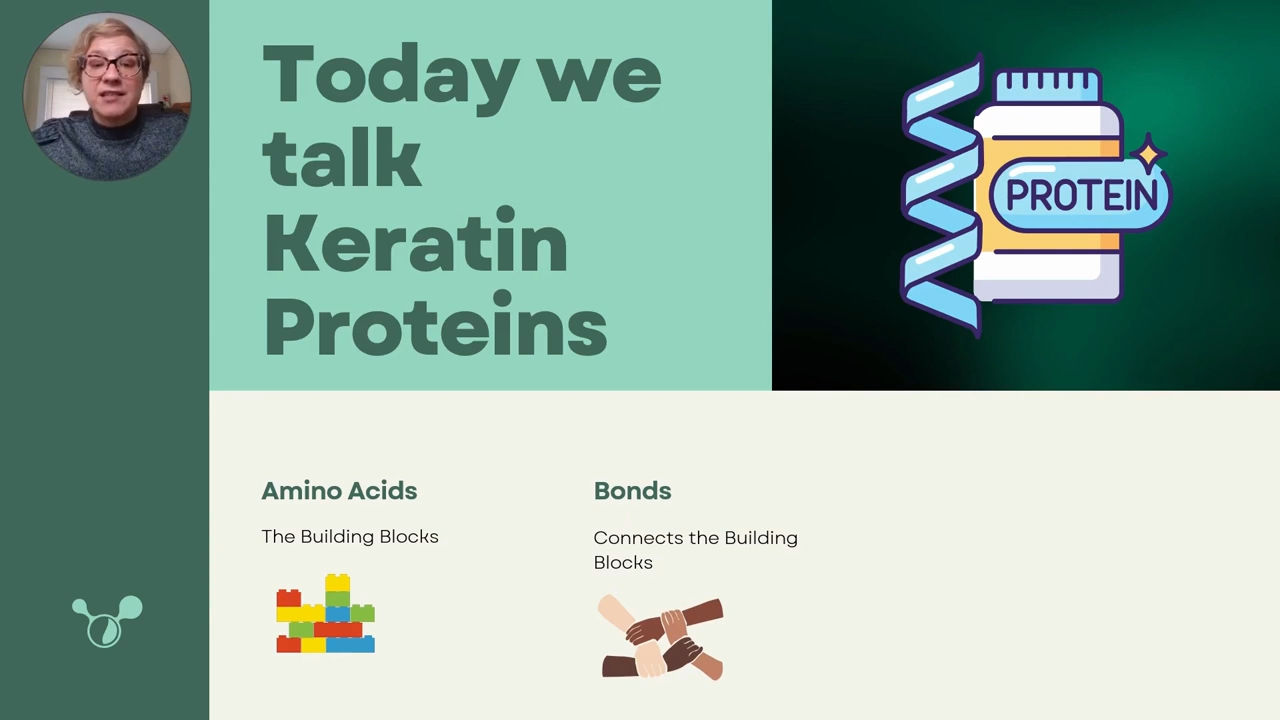 Today we
talk
Keratin
Proteins
PROTEIN
Amino Acids
The Building Blocks
Bonds
Connects the Building
Blocks